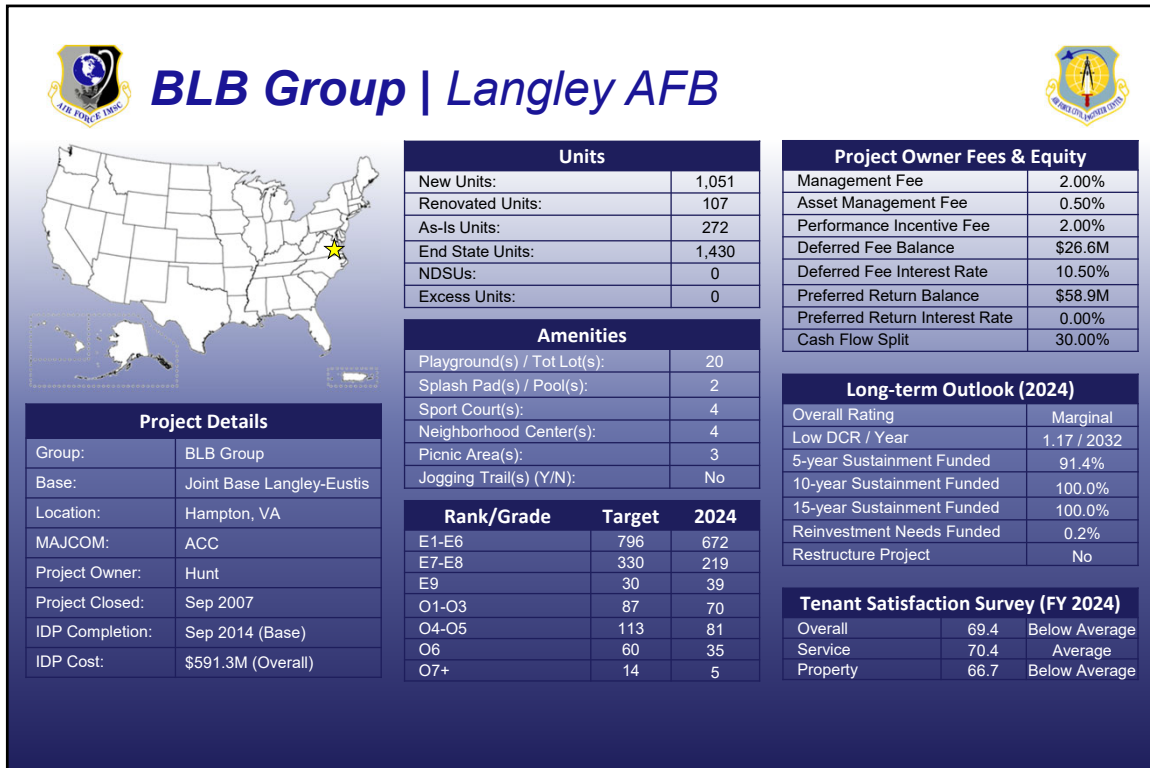 BLB Group | Langley AFB
AIR FORCE IMSC
AIR FORCE CIVIL ENGINEER CENTER
Project Details
Group: BLB Group
Base: Joint Base Langley-Eustis
Location: Hampton, VA
MAJCOM: ACC
Project Owner: Hunt
Project Closed: Sep 2007
IDP Completion: Sep 2014 (Base)
IDP Cost: $591.3M (Overall)
Units
New Units: 1,051
Renovated Units: 107
As-Is Units: 272
End State Units: 1,430
NDSUs: 0
Excess Units: 0
Amenities
Playground(s) / Tot Lot(s): 20
Splash Pad(s) / Pool(s): 2
Sport Court(s): 4
Neighborhood Center(s): 4
Picnic Area(s): 3
Jogging Trail(s) (Y/N): No
Rank/Grade Target 2024
E1-E6 796 672
E7-E8 330 219
E9 30 39
O1-O3 87 70
O4-O5 113 81
O6 60 35
O7+ 14 5
Project Owner Fees & Equity
Management Fee 2.00%
Asset Management Fee 0.50%
Performance Incentive Fee 2.00%
Deferred Fee Balance $26.6M
Deferred Fee Interest Rate 10.50%
Preferred Return Balance $58.9M
Preferred Return Interest Rate 0.00%
Cash Flow Split 30.00%
Long-term Outlook (2024)
Overall Rating Marginal
Low DCR / Year 1.17 / 2032
5-year Sustainment Funded 91.4%
10-year Sustainment Funded 100.0%
15-year Sustainment Funded 100.0%
Reinvestment Needs Funded 0.2%
Restructure Project No
Tenant Satisfaction Survey (FY 2024)
Overall 69.4 Below Average
Service 70.4 Average
Property 66.7 Below Average